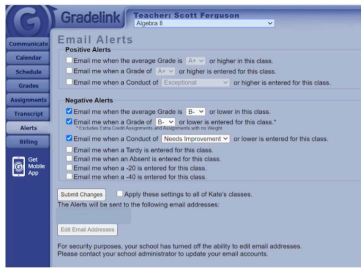 G Gradelink Teacher: Scott Ferguson
Algebra II
Communicate
Calendar
Schedule
Grades
Assignments
Transcript
Alerts
Billing
Get
Mobile
App
Email Alerts
Positive Alerts
Email me when the average Grade is A+ or higher in this class.
Email me when a Grade of A+ or higher is entered for this class.
Email me when a Conduct of Exceptional or higher is entered for this class.
Negative Alerts
Email me when the average Grade is B- or lower in this class.
Email me when a Grade of B- or lower is entered for this class.*
* Excludes Extra Credit Assignments and Assignments with no Weight
Email me when a Conduct of Needs Improvement or lower is entered for this class.
Email me when a Tardy is entered for this class.
Email me when an Absent is entered for this class.
Email me when a -20 is entered for this class.
Email me when a -40 is entered for this class.
Submit Changes Apply these settings to all of Kate's classes.
The Alerts will be sent to the following email addresses:
Edit Email Addresses
For security purposes, your school has turned off the ability to edit email addresses.
Please contact your school administrator to update your email accounts.